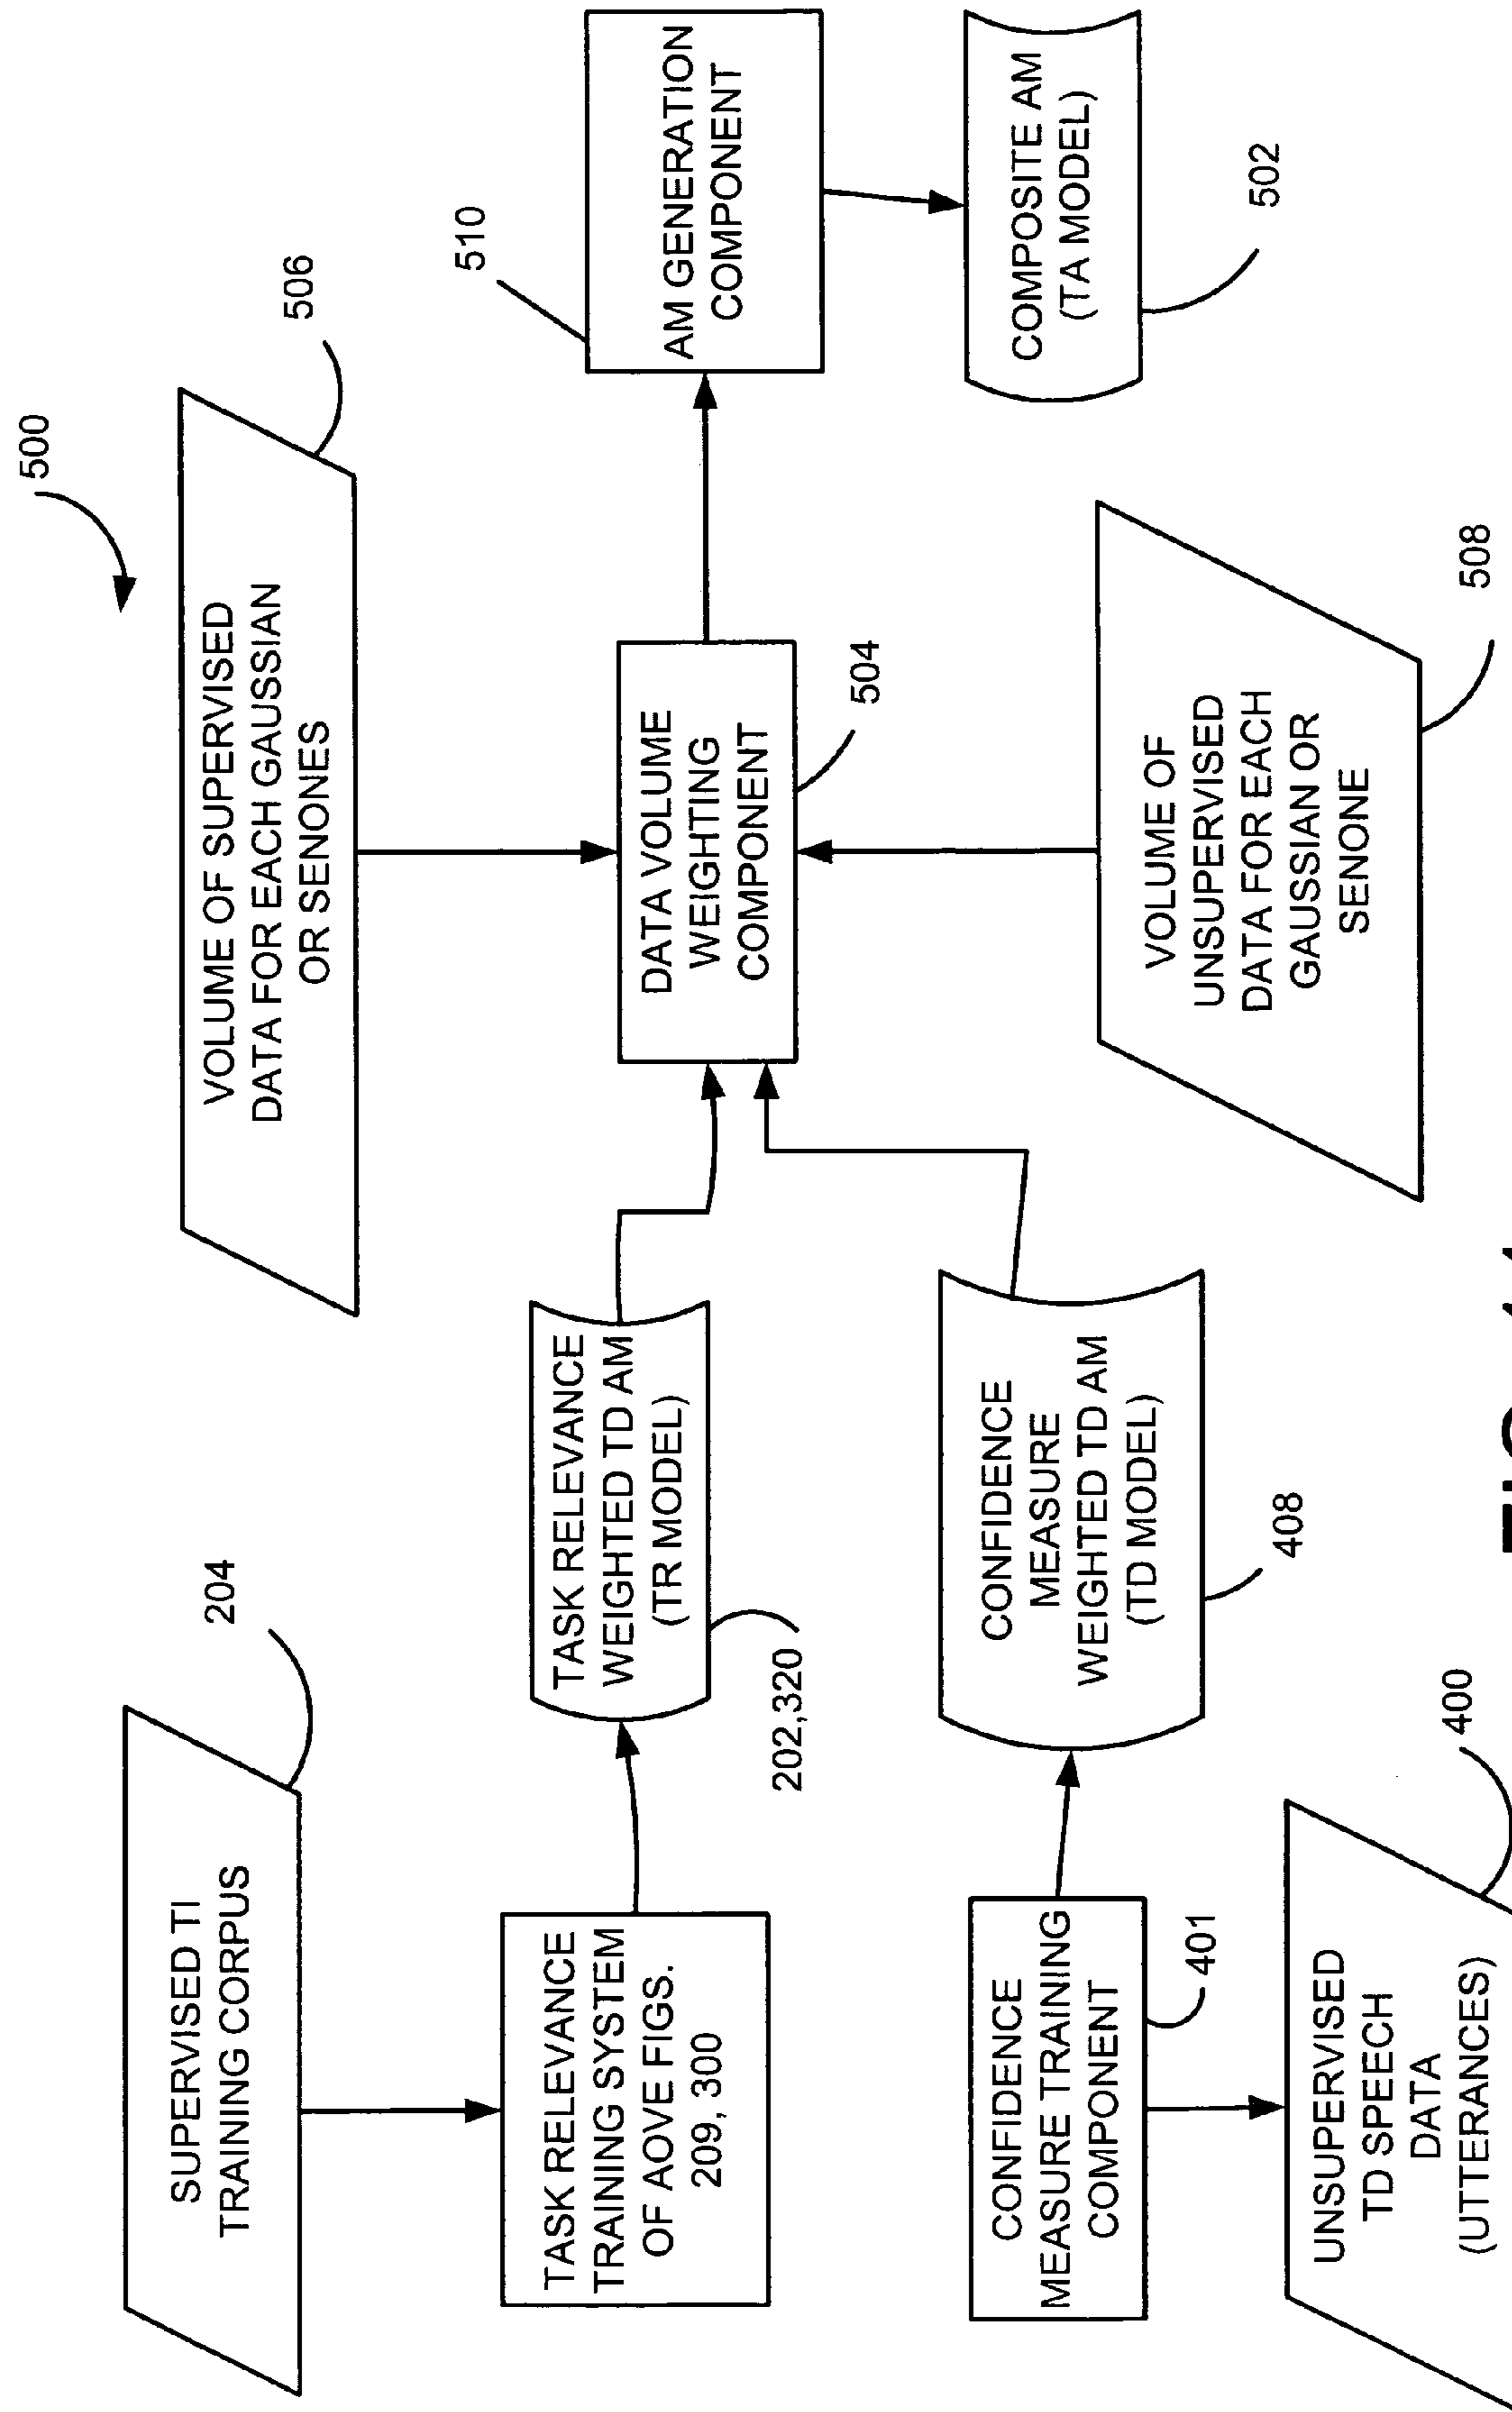 500
SUPERVISED TI
TRAINING CORPUS
204
VOLUME OF SUPERVISED
DATA FOR EACH GAUSSIAN
OR SENONES
506
TASK RELEVANCE
TRAINING SYSTEM
OF AOVE FIGS.
209, 300
TASK RELEVANCE
WEIGHTED TD AM
(TR MODEL)
202,320
DATA VOLUME
WEIGHTING
COMPONENT
504
510
AM GENERATION
COMPONENT
CONFIDENCE
MEASURE TRAINING
COMPONENT
401
CONFIDENCE
MEASURE
WEIGHTED TD AM
(TD MODEL)
408
COMPOSITE AM
(TA MODEL)
502
UNSUPERVISED
TD SPEECH
DATA
(UTTERANCES)
400
VOLUME OF
UNSUPERVISED
DATA FOR EACH
GAUSSIAN OR
SENONE
508